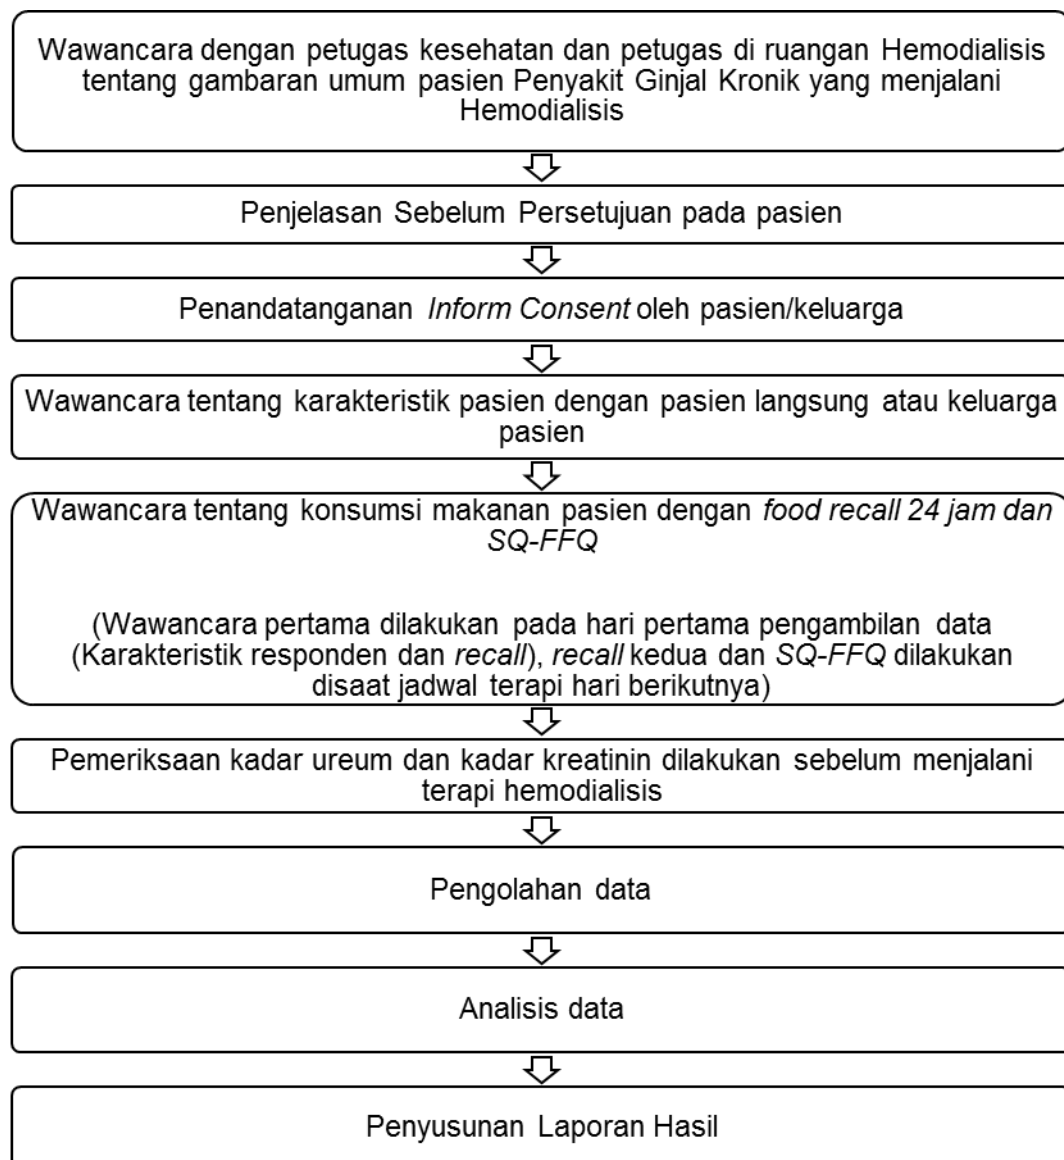 Wawancara dengan petugas kesehatan dan petugas di ruangan Hemodialisis
tentang gambaran umum pasien Penyakit Ginjal Kronik yang menjalani
Hemodialisis
Penjelasan Sebelum Persetujuan pada pasien
Penandatanganan Inform Consent oleh pasien/keluarga
Wawancara tentang karakteristik pasien dengan pasien langsung atau keluarga
pasien
Wawancara tentang konsumsi makanan pasien dengan food recall 24 jam dan
SQ-FFQ
(Wawancara pertama dilakukan pada hari pertama pengambilan data
(Karakteristik responden dan recall), recall kedua dan SQ-FFQ dilakukan
disaat jadwal terapi hari berikutnya)
Pemeriksaan kadar ureum dan kadar kreatinin dilakukan sebelum menjalani
terapi hemodialisis
Pengolahan data
Analisis data
Penyusunan Laporan Hasil